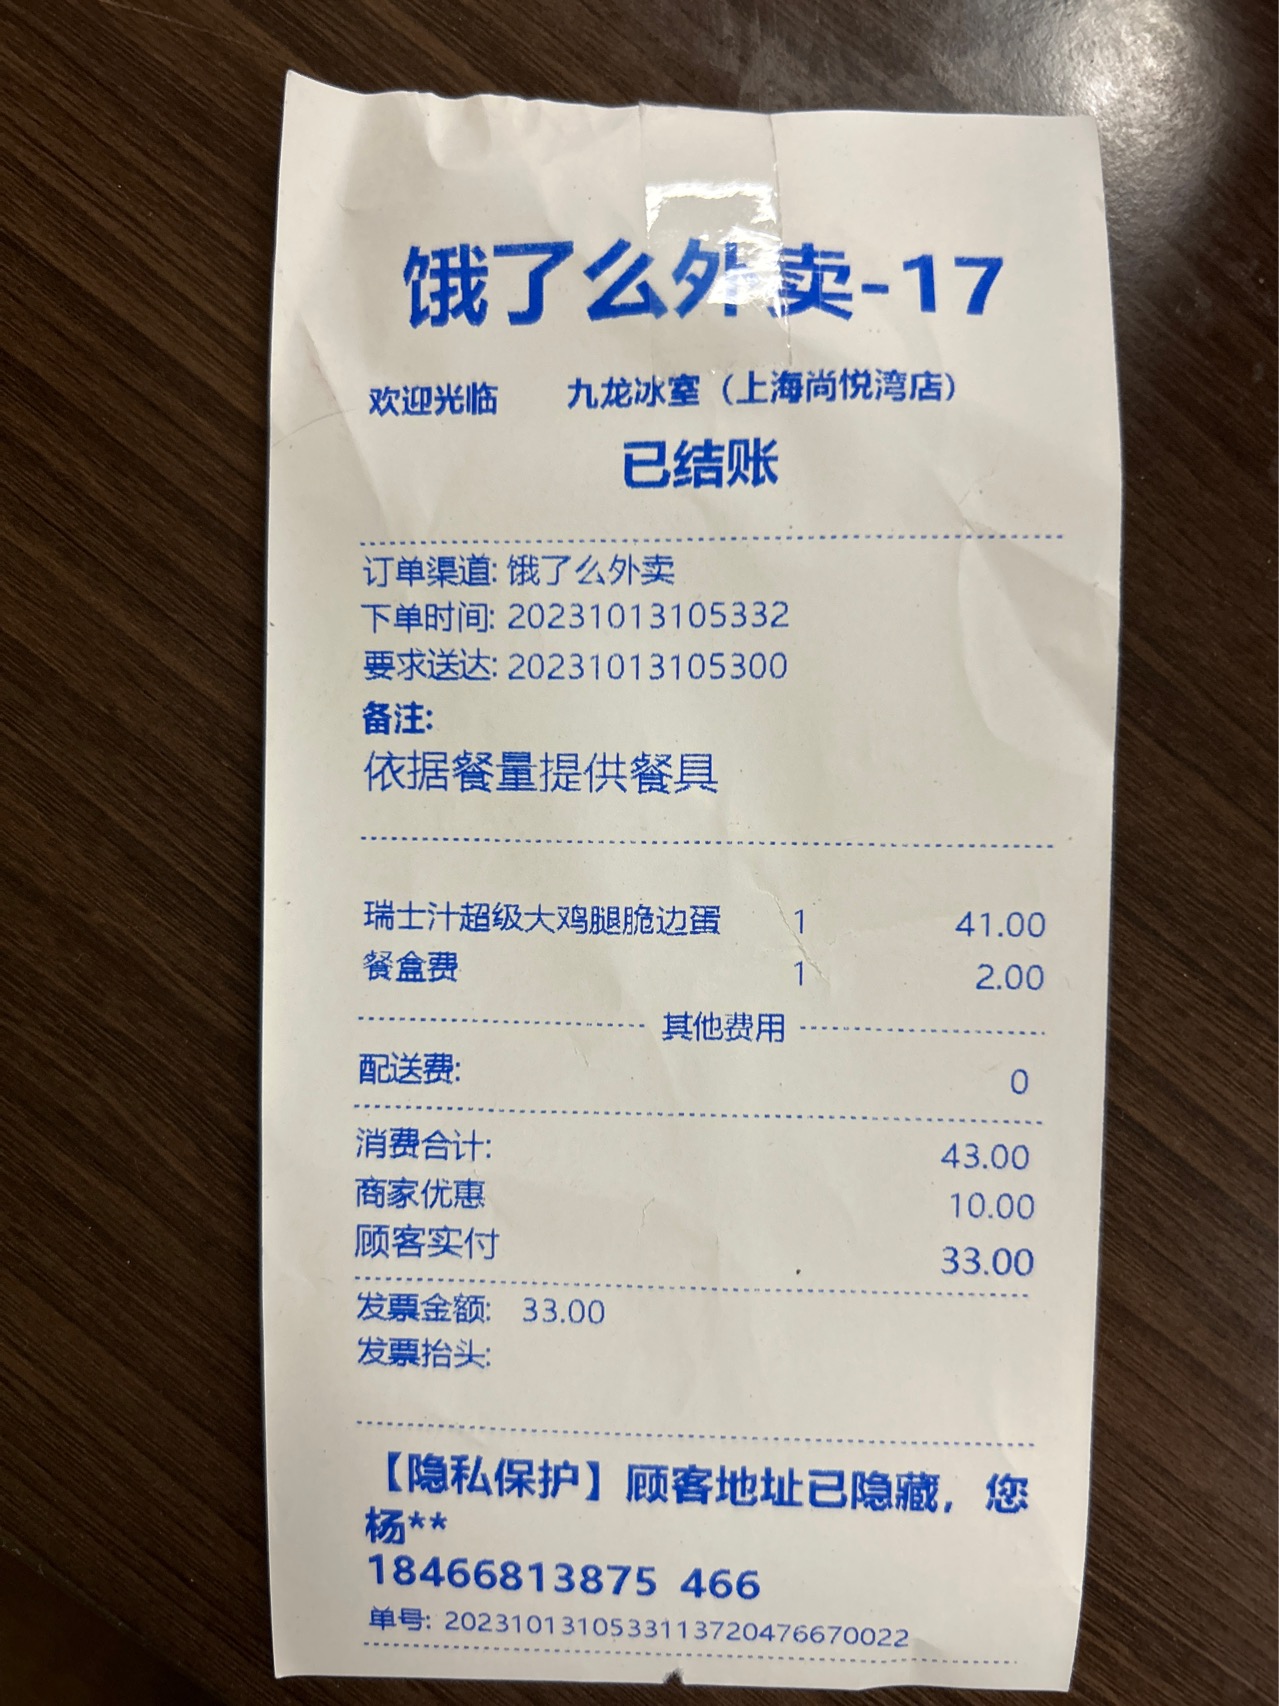 饿了么外卖-17
欢迎光临 九龙冰室（上海尚悦湾店）
已结账
订单渠道: 饿了么外卖
下单时间: 20231013105332
要求送达: 20231013105300
备注:
依据餐量提供餐具
瑞士汁超级大鸡腿脆边蛋 1 41.00
餐盒费 1 2.00
其他费用
配送费: 0
消费合计: 43.00
商家优惠 10.00
顾客实付 33.00
发票金额: 33.00
发票抬头:
【隐私保护】顾客地址已隐藏，您
杨**
18466813875 466
单号: 20231013105331137204766​70022